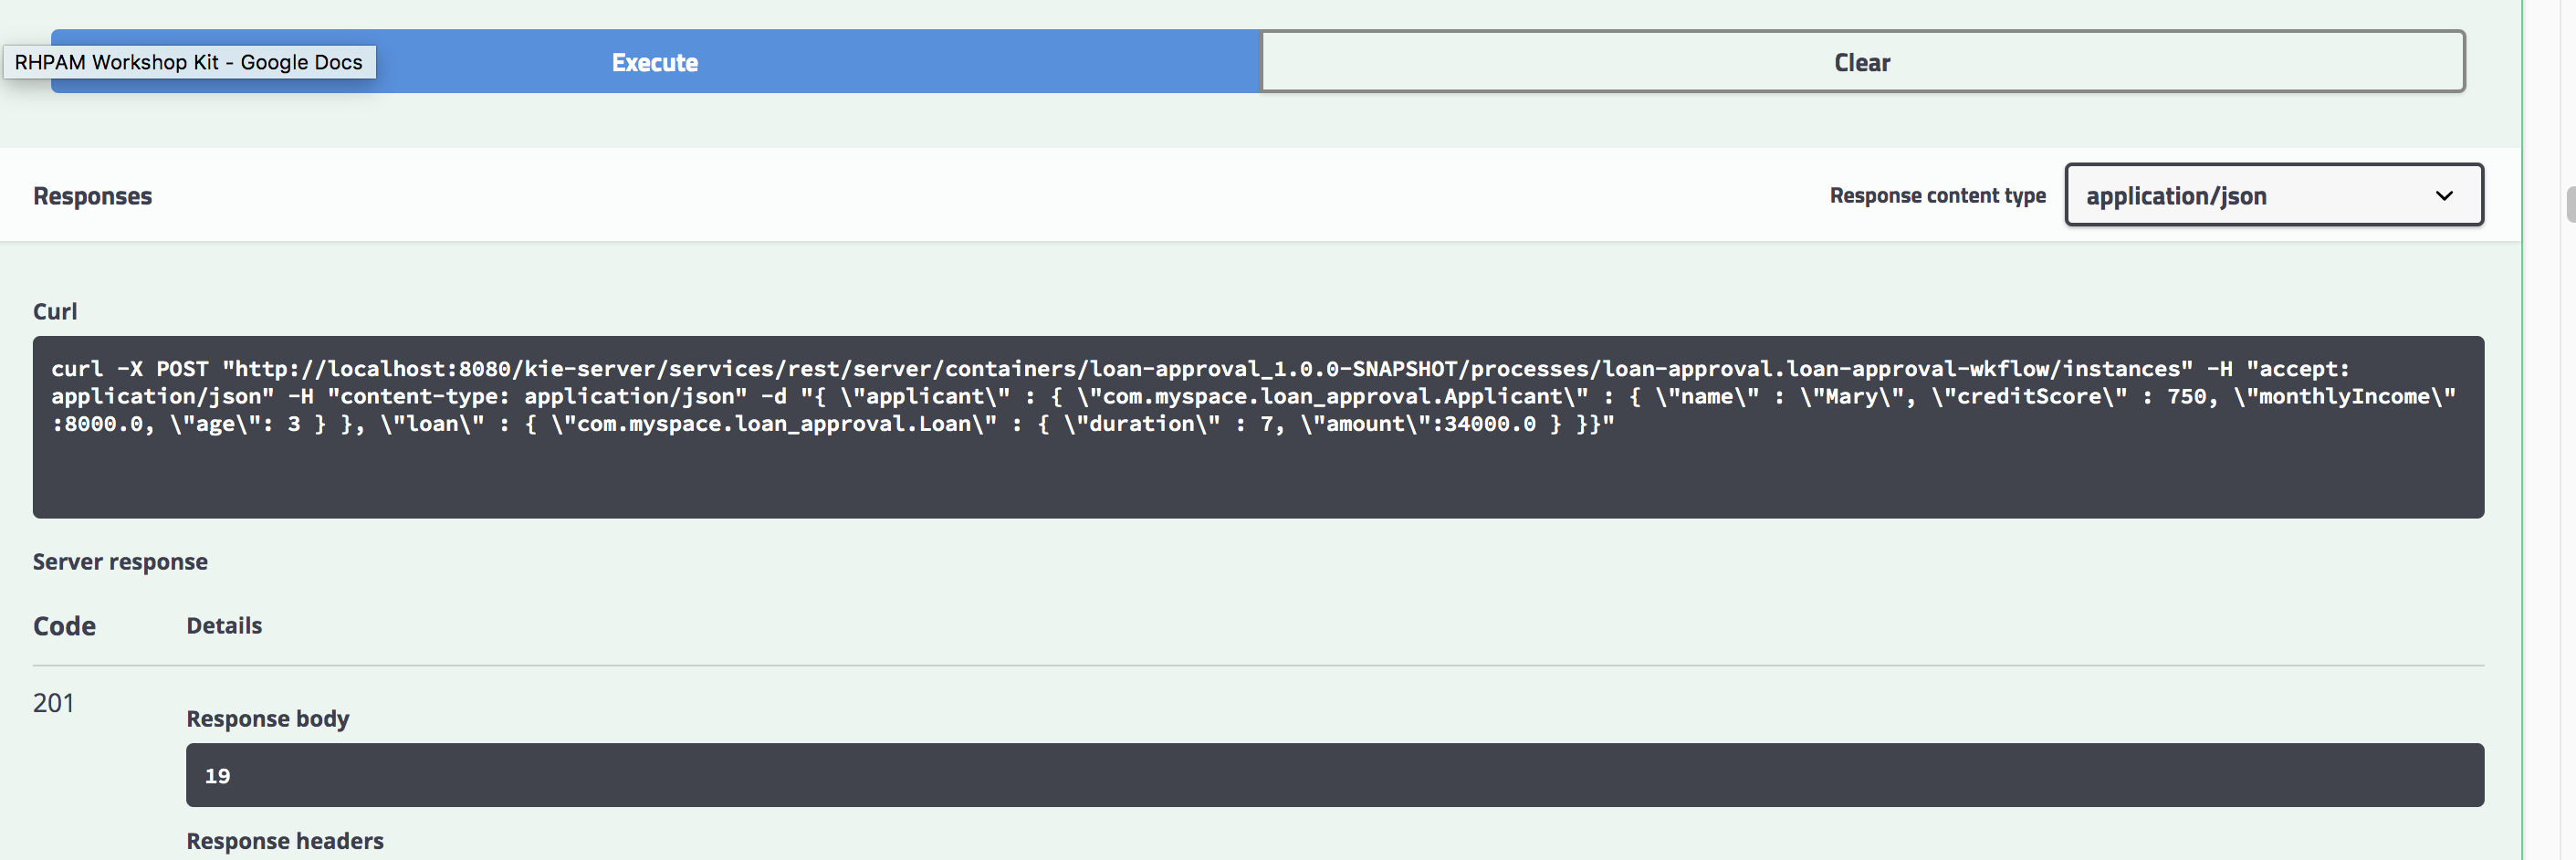 RHPAM Workshop Kit - Google Docs
Execute
Clear
Responses
Response content type
application/json
Curl
curl -X POST "http://localhost:8080/kie-server/services/rest/server/containers/loan-approval_1.0.0-SNAPSHOT/processes/loan-approval.loan-approval-wkflow/instances" -H "accept:
application/json" -H "content-type: application/json" -d "{ \"applicant\" : { \"com.myspace.loan_approval.Applicant\" : { \"name\" : \"Mary\", \"creditScore\" : 750, \"monthlyIncome\"
:8000.0, \"age\": 3 } }, \"loan\" : { \"com.myspace.loan_approval.Loan\" : { \"duration\" : 7, \"amount\":34000.0 } }}"
Server response
Code
Details
201
Response body
19
Response headers